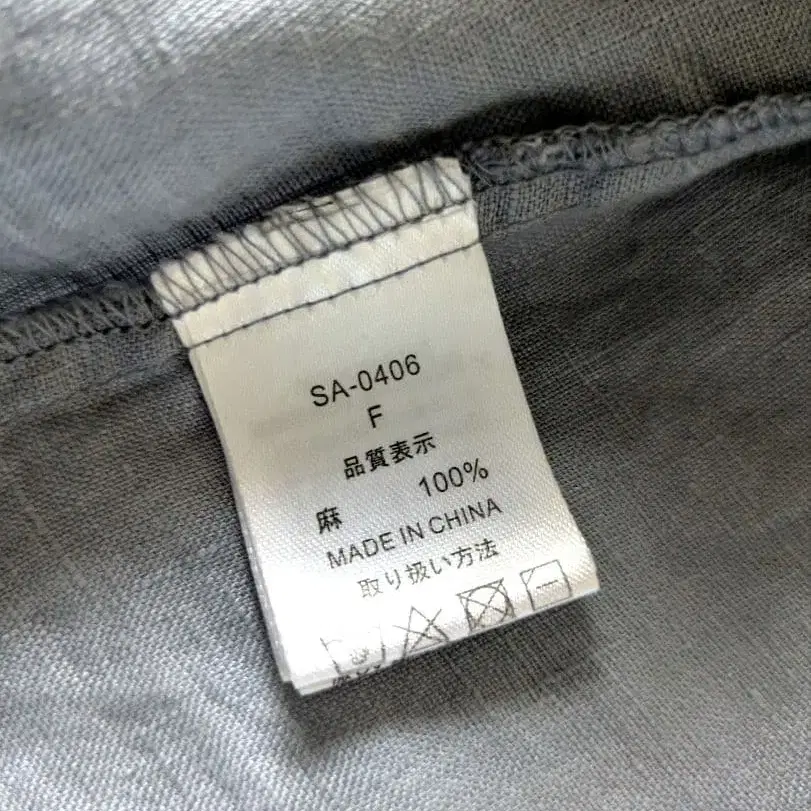 SA-0406
F
品質表示
麻 100%
MADE IN CHINA
取り扱い方法